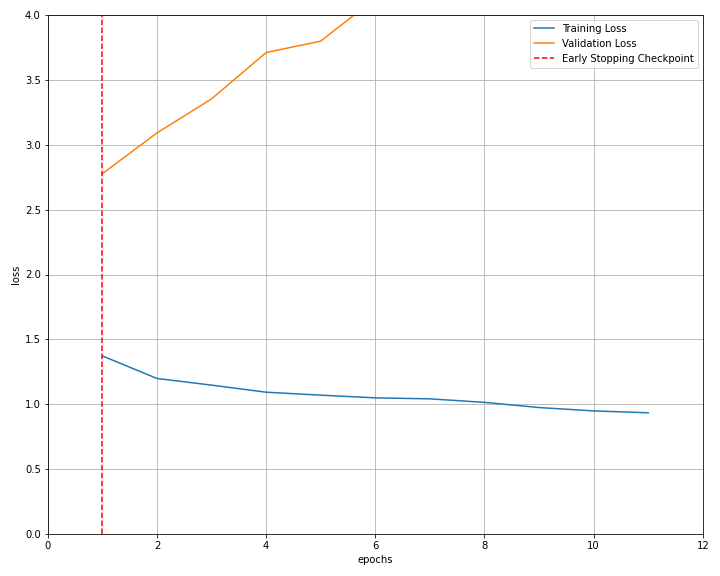 4.0
3.5
3.0
2.5
2.0
1.5
1.0
0.5
0.0
loss
Training Loss
Validation Loss
Early Stopping Checkpoint
0 2 4 6 8 10 12
epochs